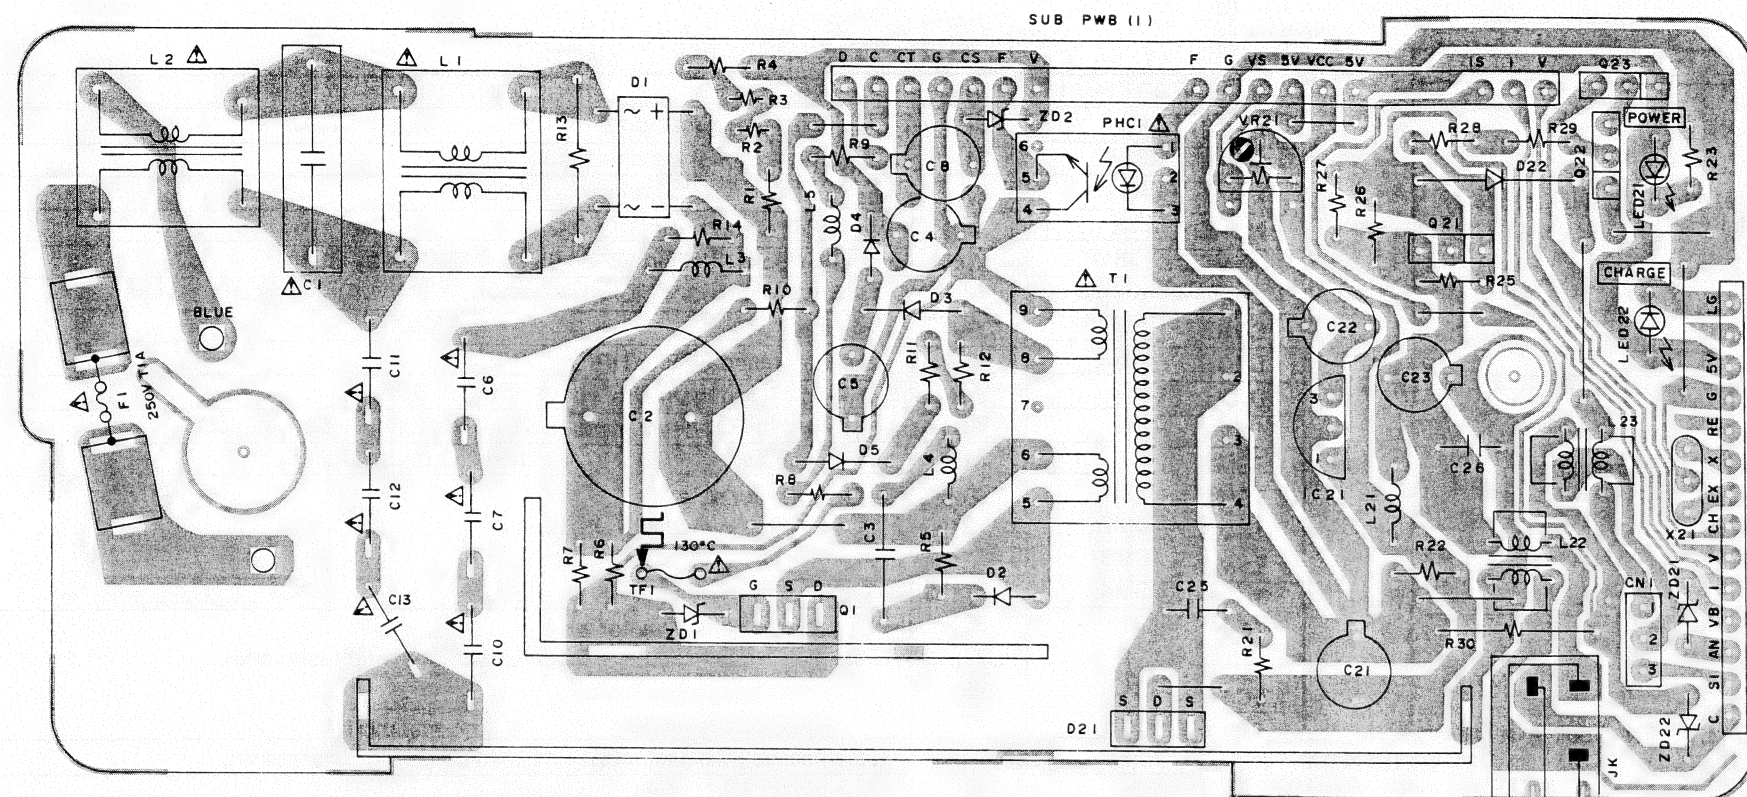 SUB PWB (1)
L2
L1
D1
R4
R3
R2
R1
R13
R14
L3
D C CT G CS F V
ZD2
F G VS 5V VCC 5V
IS I V
Q23
POWER
PHC1
6
5
4
1
2
3
VR21
R28
R29
D22
Q22
LED21
R23
R27
R26
Q21
R25
CHARGE
LED22
R9
C8
C4
L5
D4
D3
R10
C1
BLUE
F1
250V T1A
C11
C12
C13
C6
C7
C10
C2
C5
R11
R12
D5
R8
L4
C3
R5
D2
T1
9
8
7
6
5
1
2
3
4
C22
C23
3
1
IC21
L21
C26
L23
X21
L22
R22
R30
CN1
1
2
3
ZD21
ZD22
R7
R6
130°C
TF1
ZD1
G S D
Q1
C25
R21
C21
S D S
D21
JK
LG
5V
G
RE
X
EX
CH
V
I
VB
AN
SI
C